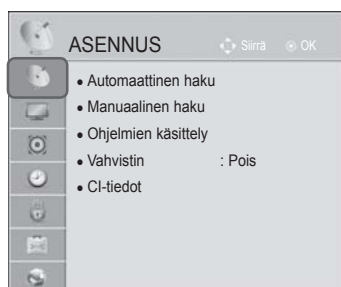 ASENNUS
Siirrä OK
• Automaattinen haku
• Manuaalinen haku
• Ohjelmien käsittely
• Vahvistin : Pois
• CI-tiedot